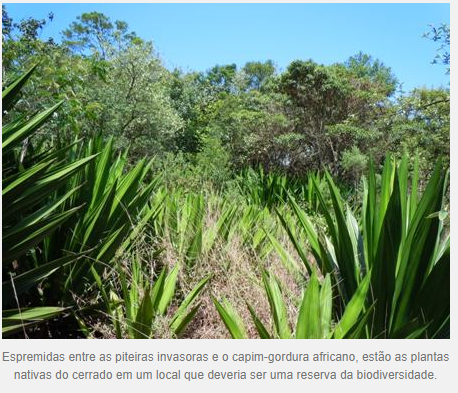 Espremidas entre as piteiras invasoras e o capim-gordura africano, estão as plantas
nativas do cerrado em um local que deveria ser uma reserva da biodiversidade.